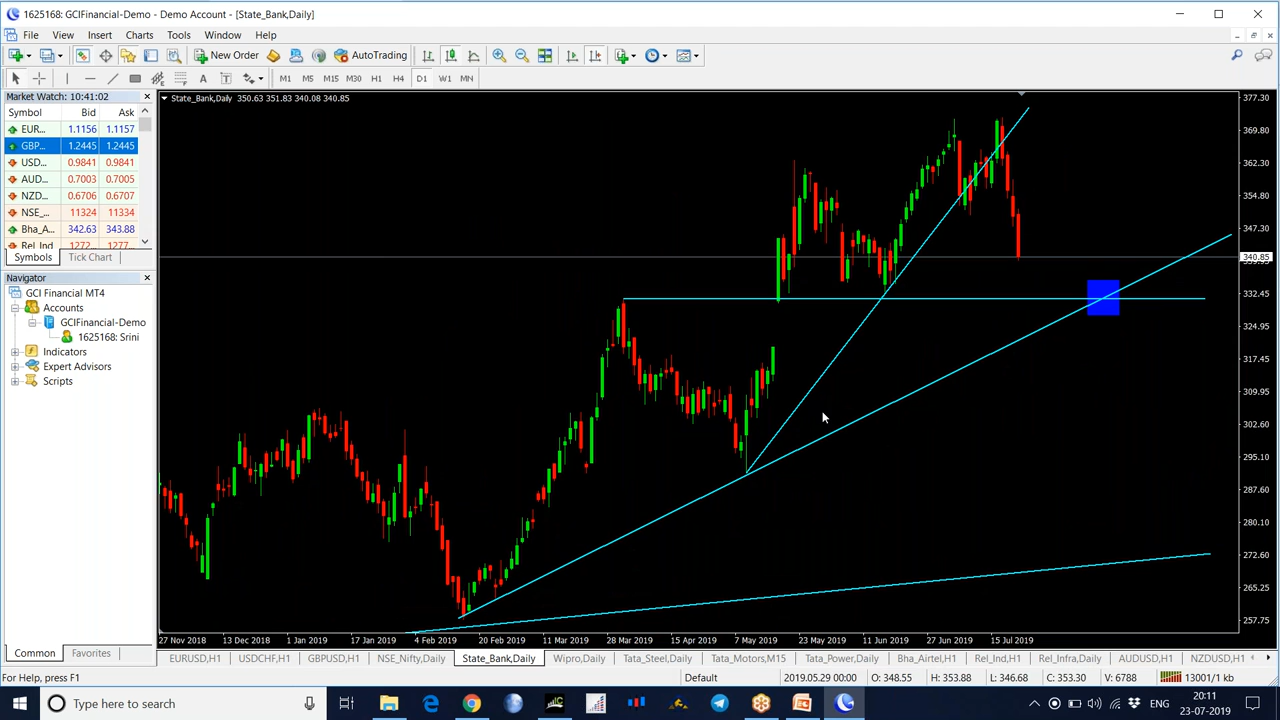 1625168: GCIFinancial-Demo - Demo Account - [State_Bank,Daily]
File View Insert Charts Tools Window Help
New Order AutoTrading
A T M1 M5 M15 M30 H1 H4 D1 W1 MN
Market Watch: 10:41:02
Symbol Bid Ask
EUR... 1.1156 1.1157
GBP... 1.2445 1.2445
USD... 0.9841 0.9841
AUD... 0.7003 0.7005
NZD... 0.6706 0.6707
NSE_... 11324 11334
Bha_A... 342.63 343.88
Rel_Ind 1272... 1277...
Symbols Tick Chart
Navigator
GCI Financial MT4
Accounts
GCIFinancial-Demo
1625168: Srini
Indicators
Expert Advisors
Scripts
Common Favorites
State_Bank,Daily 350.63 351.83 340.08 340.85
377.30
369.80
362.30
354.80
347.30
340.85
332.45
324.95
317.45
309.95
302.60
295.10
287.60
280.10
272.60
265.25
257.75
27 Nov 2018 13 Dec 2018 1 Jan 2019 17 Jan 2019 4 Feb 2019 20 Feb 2019 11 Mar 2019 28 Mar 2019 15 Apr 2019 7 May 2019 23 May 2019 11 Jun 2019 27 Jun 2019 15 Jul 2019
EURUSD,H1 USDCHF,H1 GBPUSD,H1 NSE_Nifty,Daily State_Bank,Daily Wipro,Daily Tata_Steel,Daily Tata_Motors,M15 Tata_Power,Daily Bha_Airtel,H1 Rel_Ind,H1 Rel_Infra,Daily AUDUSD,H1 NZDUSD,H1
For Help, press F1 Default 2019.05.29 00:00 O: 348.55 H: 353.88 L: 346.68 C: 353.30 V: 6788 13001/1 kb
Type here to search ENG 20:11
23-07-2019